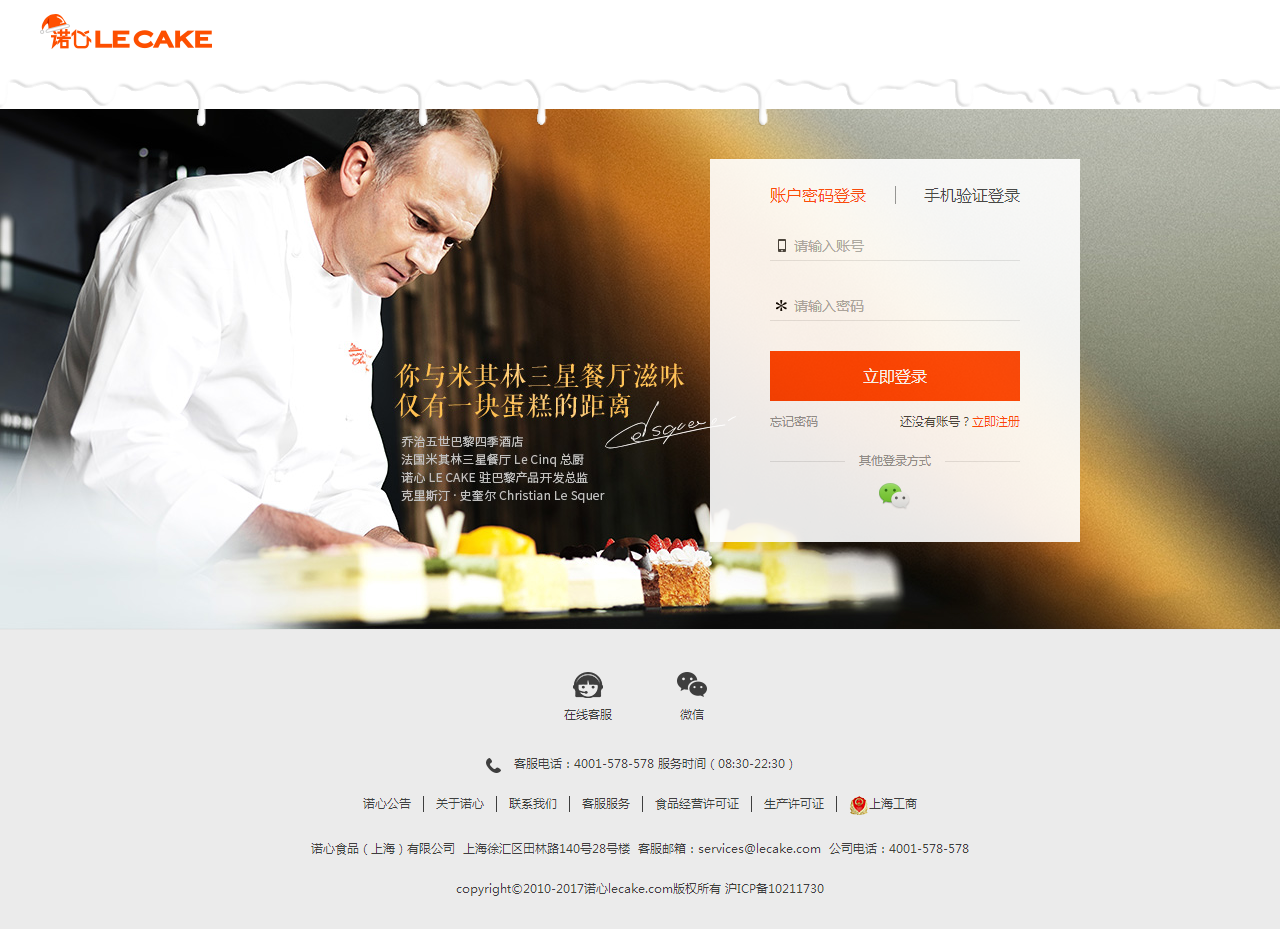 诺心 LE CAKE
账户密码登录
手机验证登录
请输入账号
请输入密码
立即登录
忘记密码
还没有账号？立即注册
其他登录方式
你与米其林三星餐厅滋味
仅有一块蛋糕的距离
乔治五世巴黎四季酒店
法国米其林三星餐厅 Le Cinq 总厨
诺心 LE CAKE 驻巴黎产品开发总监
克里斯汀 · 史奎尔 Christian Le Squer
在线客服
微信
客服电话：4001-578-578 服务时间（08:30-22:30）
诺心公告
关于诺心
联系我们
客服服务
食品经营许可证
生产许可证
上海工商
诺心食品（上海）有限公司 上海徐汇区田林路140号28号楼 客服邮箱：services@lecake.com 公司电话：4001-578-578
copyright©2010-2017诺心lecake.com版权所有 沪ICP备10211730